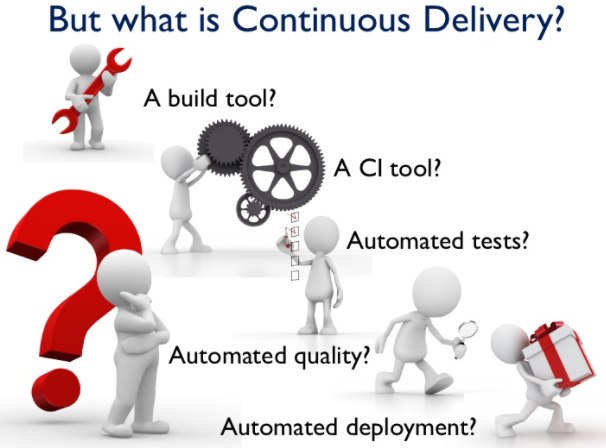 But what is Continuous Delivery?
A build tool?
A CI tool?
Automated tests?
Automated quality?
Automated deployment?